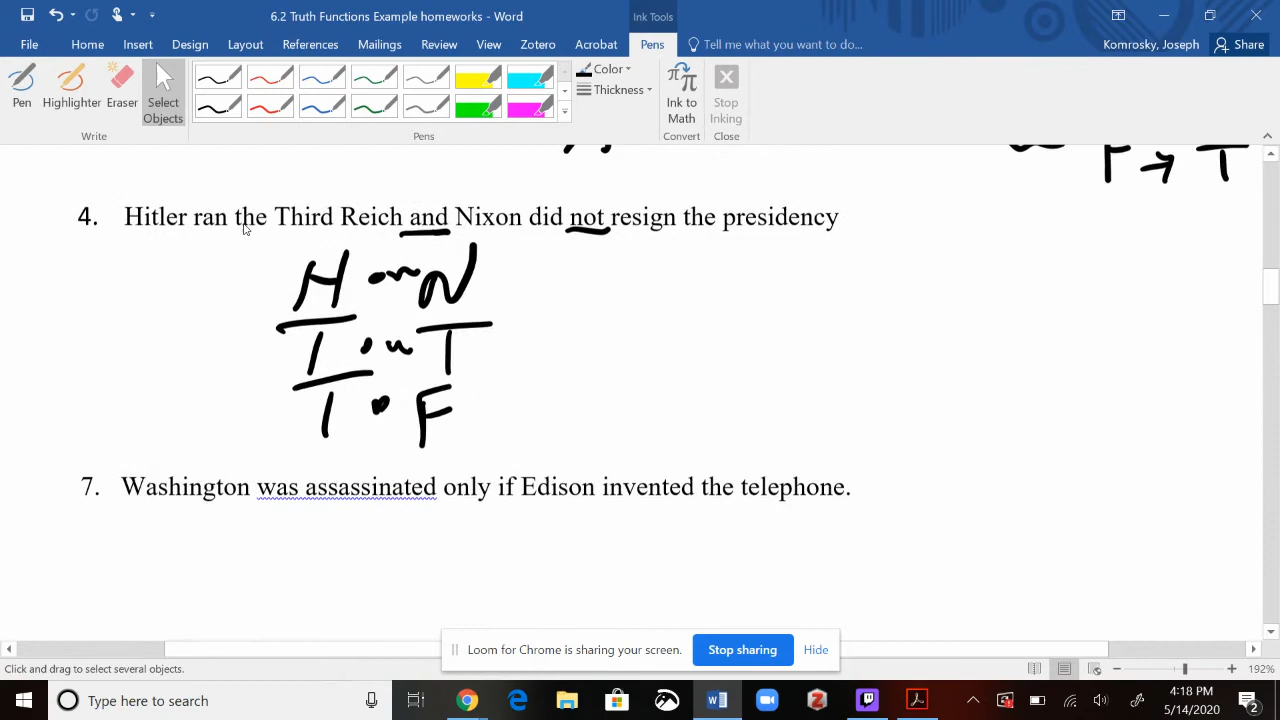 6.2 Truth Functions Example homeworks - Word
Ink Tools
File Home Insert Design Layout References Mailings Review View Zotero Acrobat Pens Tell me what you want to do... Komrosky, Joseph Share
Pen Highlighter Eraser Select Objects Color Thickness Ink to Math Stop Inking
Write Pens Convert Close
F → T
4. Hitler ran the Third Reich and Nixon did not resign the presidency
H • ~ N
T • ~ T
T • F
7. Washington was assassinated only if Edison invented the telephone.
Loom for Chrome is sharing your screen. Stop sharing Hide
Click and drag to select several objects. 192%
Type here to search
4:18 PM
5/14/2020
2